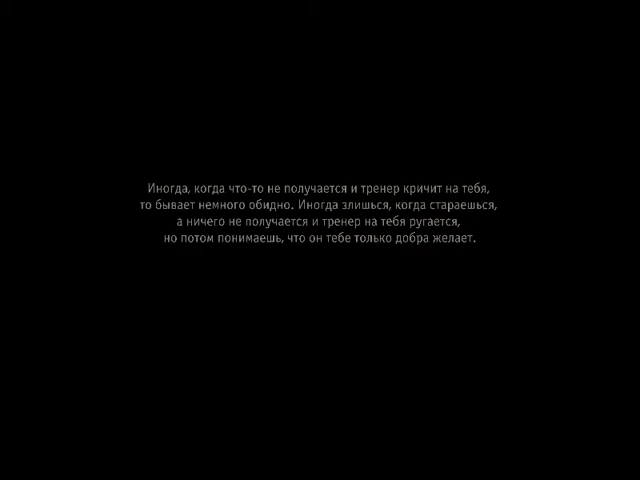 Иногда, когда что-то не получается и тренер кричит на тебя,
то бывает немного обидно. Иногда злишься, когда стараешься,
а ничего не получается и тренер на тебя ругается,
но потом понимаешь, что он тебе только добра желает.